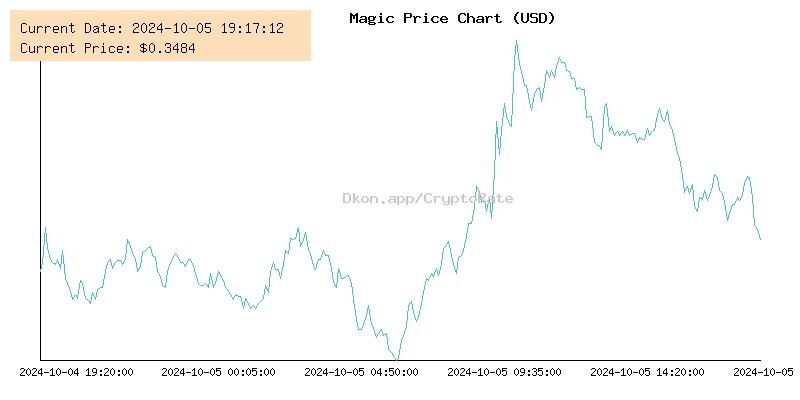 Magic Price Chart (USD)
Current Date: 2024-10-05 19:17:12
Current Price: $0.3484
Dkon.app/CryptoRate
2024-10-04 19:20:00 2024-10-05 00:05:00 2024-10-05 04:50:00 2024-10-05 09:35:00 2024-10-05 14:20:00 2024-10-05